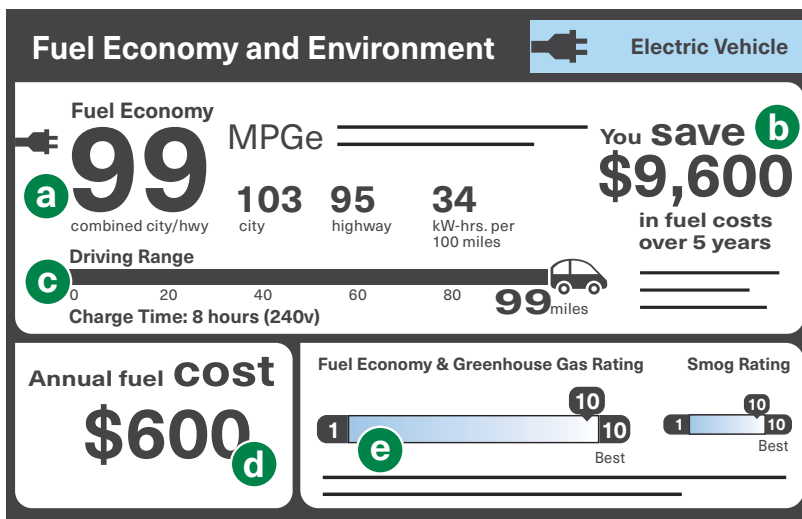 Fuel Economy and Environment
Electric Vehicle
Fuel Economy
99
MPGe
a
combined city/hwy
103
city
95
highway
34
kW-hrs. per
100 miles
You save b
$9,600
in fuel costs
over 5 years
Driving Range
c
0 20 40 60 80 99 miles
Charge Time: 8 hours (240v)
Annual fuel cost
$600
d
Fuel Economy & Greenhouse Gas Rating
10
1 10
e
Best
Smog Rating
10
1 10
Best